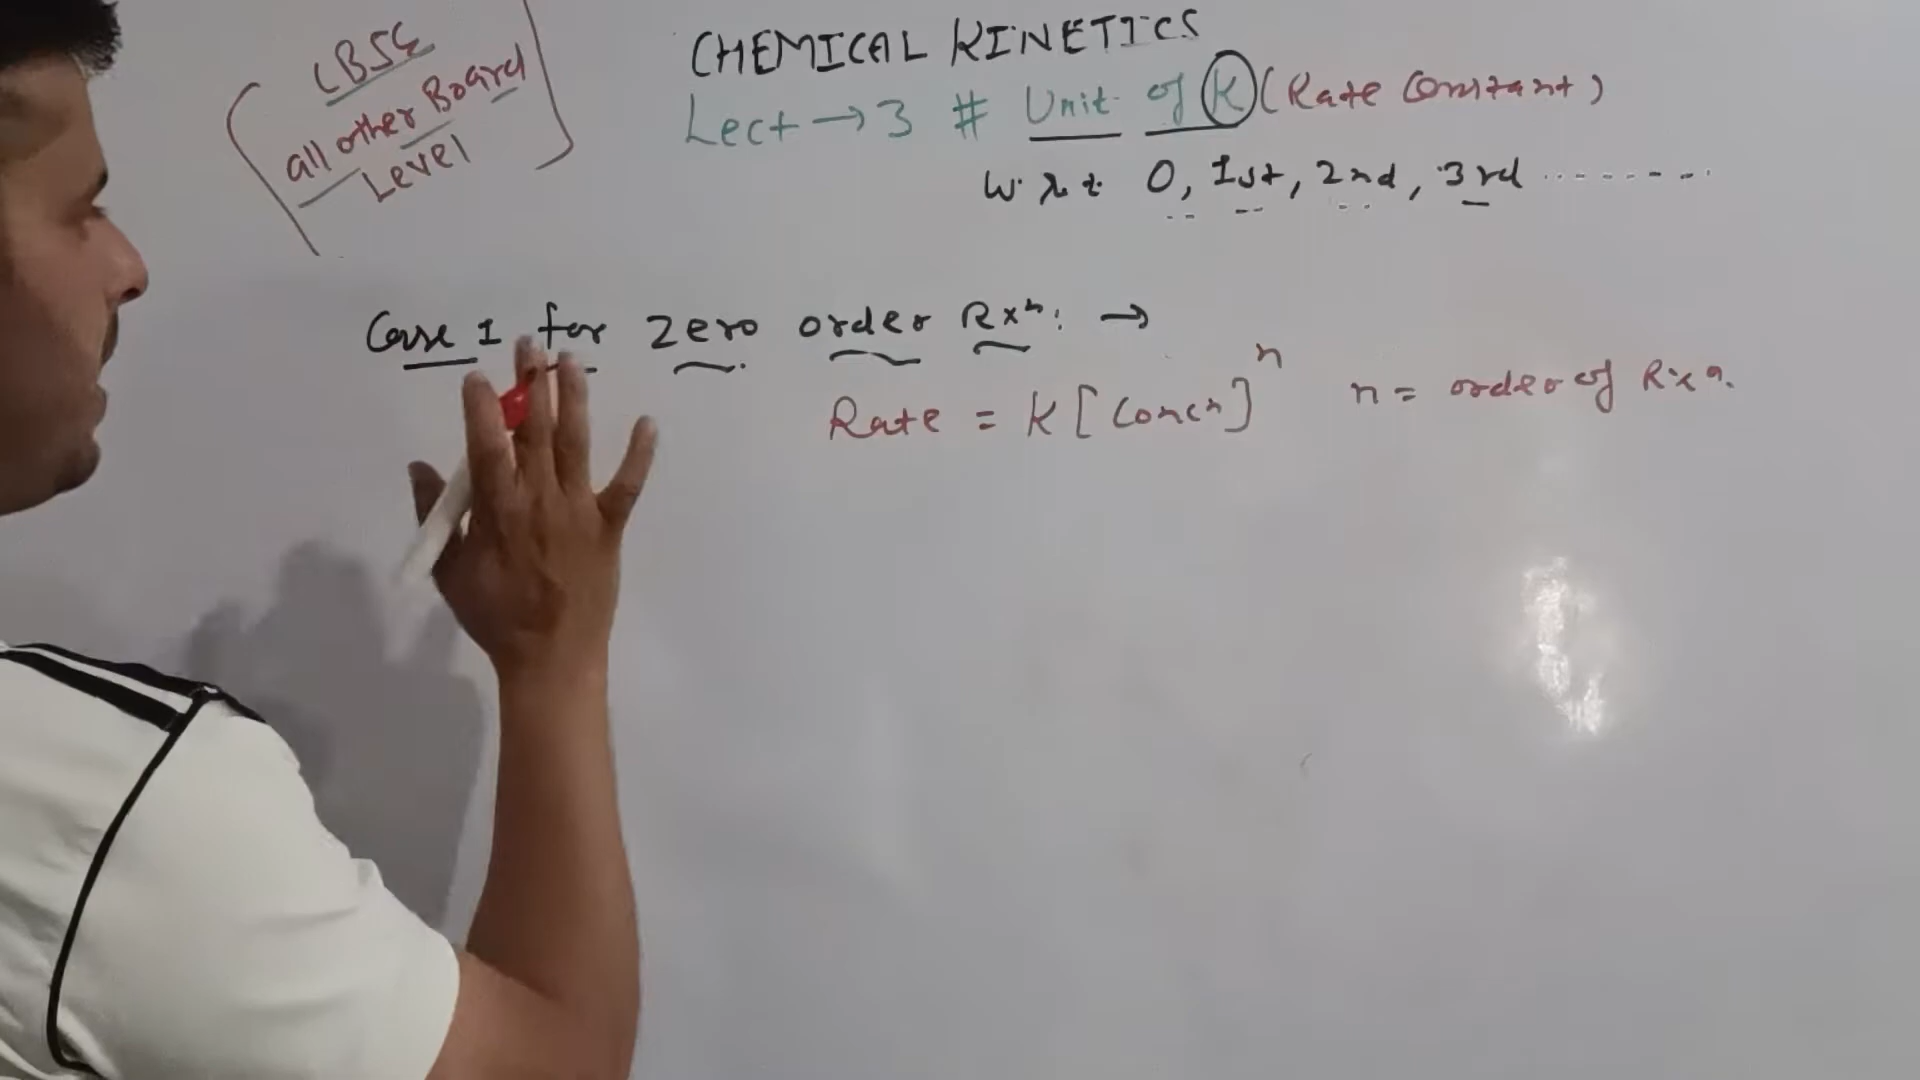 CBSE
all other Board
Level
CHEMICAL KINETICS
Lect → 3 # Unit of K (Rate Constant)
w.r.t 0, 1st, 2nd, 3rd ........
Case 1 for zero order Rxn: →
Rate = K [Concn]^n n = order of Rxn.